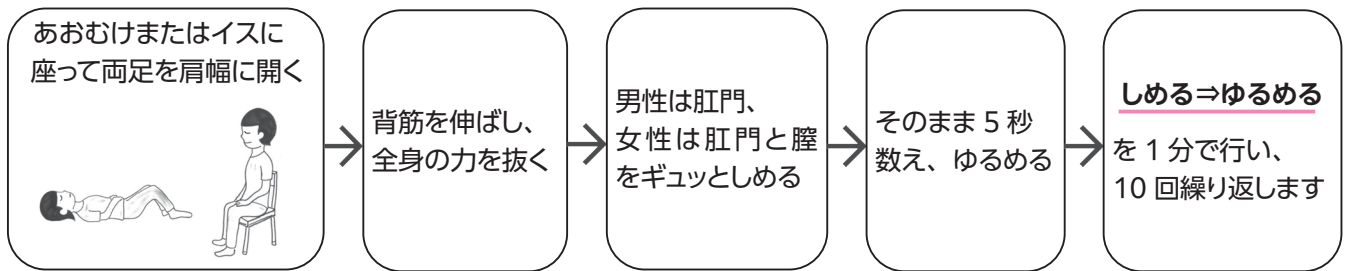 あおむけまたはイスに
座って両足を肩幅に開く
背筋を伸ばし、
全身の力を抜く
男性は肛門、
女性は肛門と膣
をギュッとしめる
そのまま 5 秒
数え、ゆるめる
しめる⇒ゆるめる
を 1 分で行い、
10 回繰り返します